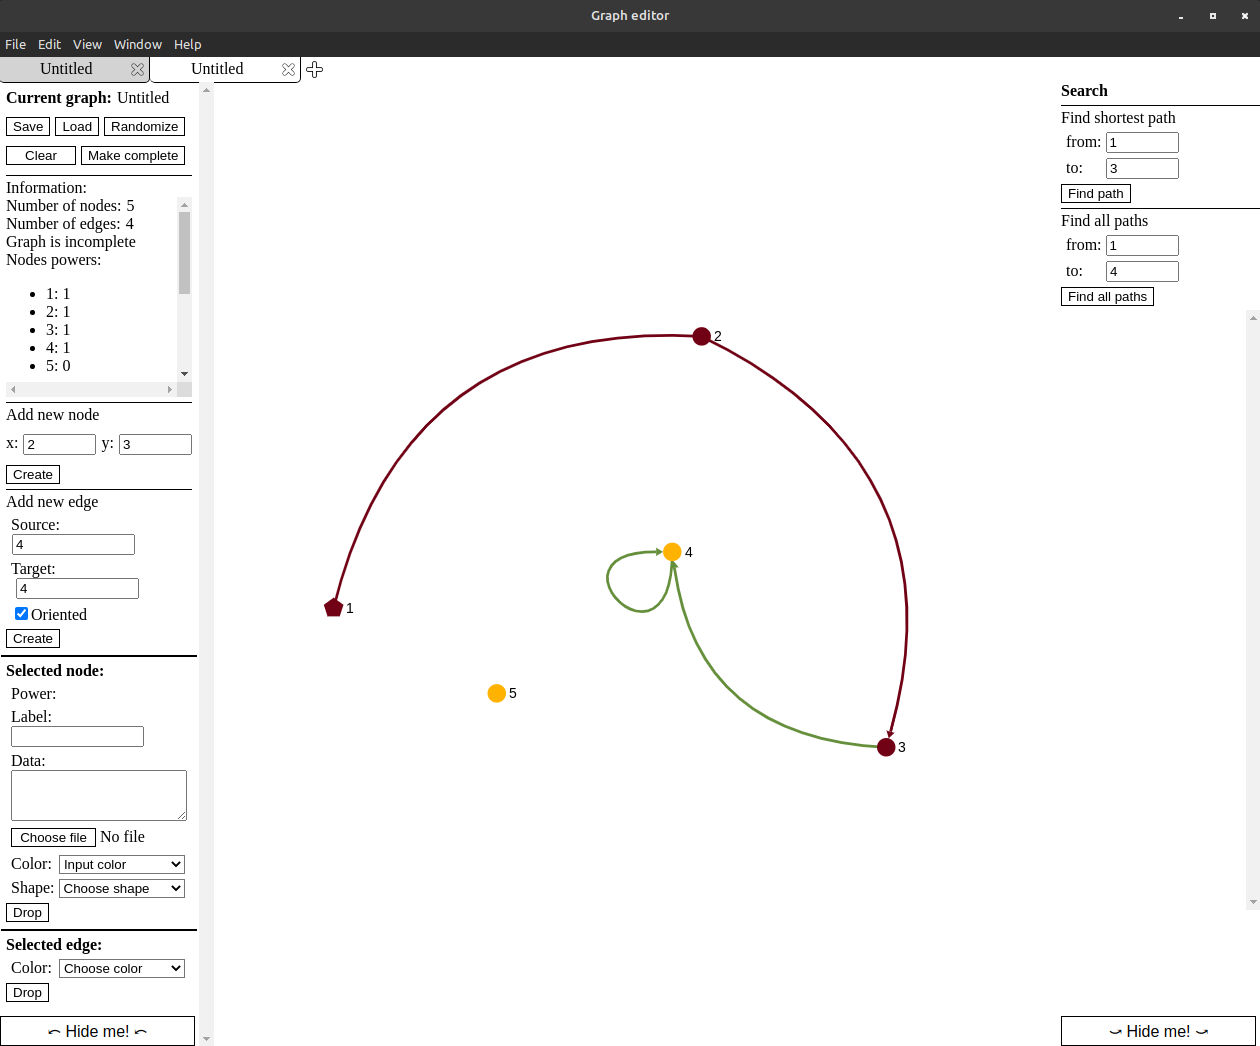 Graph editor
File Edit View Window Help
Untitled Untitled
Current graph: Untitled
Save Load Randomize
Clear Make complete
Information:
Number of nodes: 5
Number of edges: 4
Graph is incomplete
Nodes powers:
1: 1
2: 1
3: 1
4: 1
5: 0
Add new node
x: 2 y: 3
Create
Add new edge
Source:
4
Target:
4
Oriented
Create
Selected node:
Power:
Label:
Data:
Choose file No file
Color: Input color
Shape: Choose shape
Drop
Selected edge:
Color: Choose color
Drop
Hide me!
2
4
1
5
3
Search
Find shortest path
from: 1
to: 3
Find path
Find all paths
from: 1
to: 4
Find all paths
Hide me!